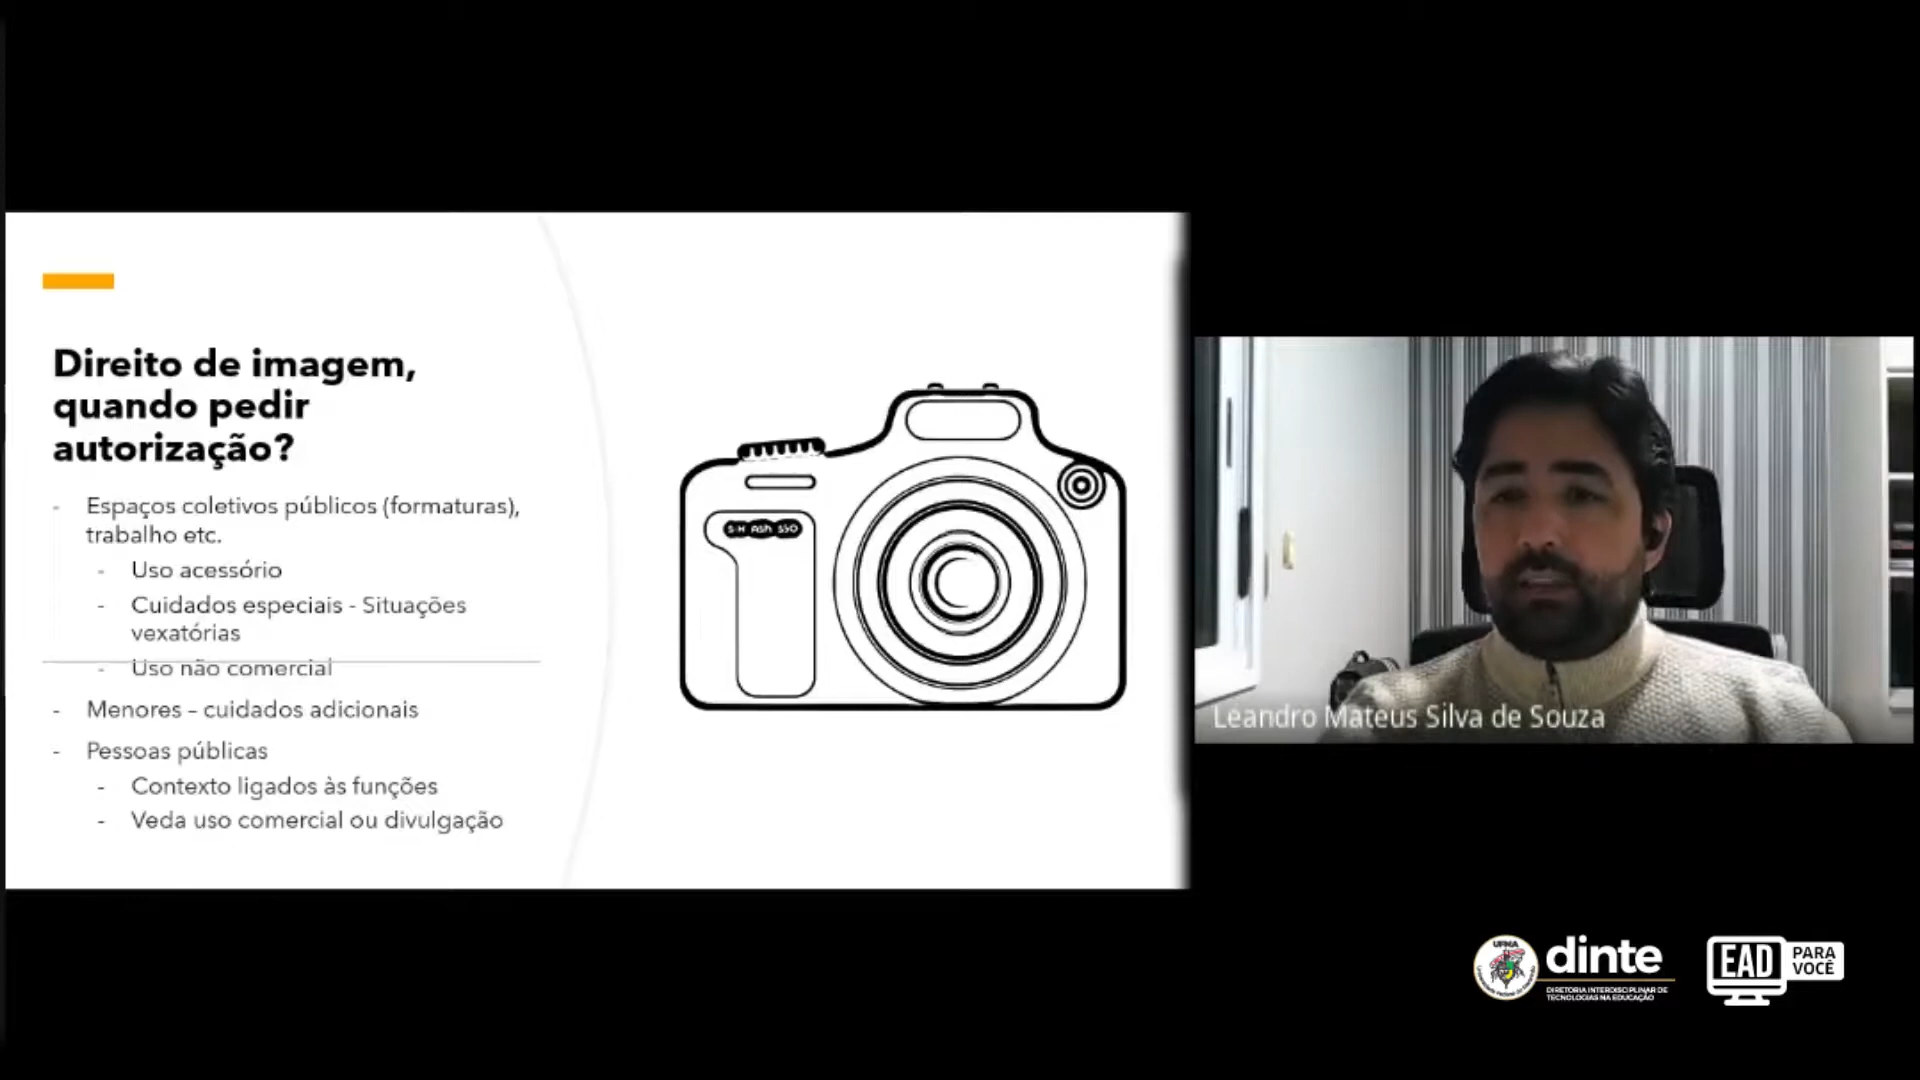 Direito de imagem,
quando pedir
autorização?
- Espaços coletivos públicos (formaturas),
trabalho etc.
- Uso acessório
- Cuidados especiais - Situações
vexatórias
- Uso não comercial
- Menores – cuidados adicionais
- Pessoas públicas
- Contexto ligados às funções
- Veda uso comercial ou divulgação
Leandro Mateus Silva de Souza
UFMA
dinte
DIRETORIA INTERDISCIPLINAR DE
TECNOLOGIAS NA EDUCAÇÃO
EAD
PARA
VOCÊ